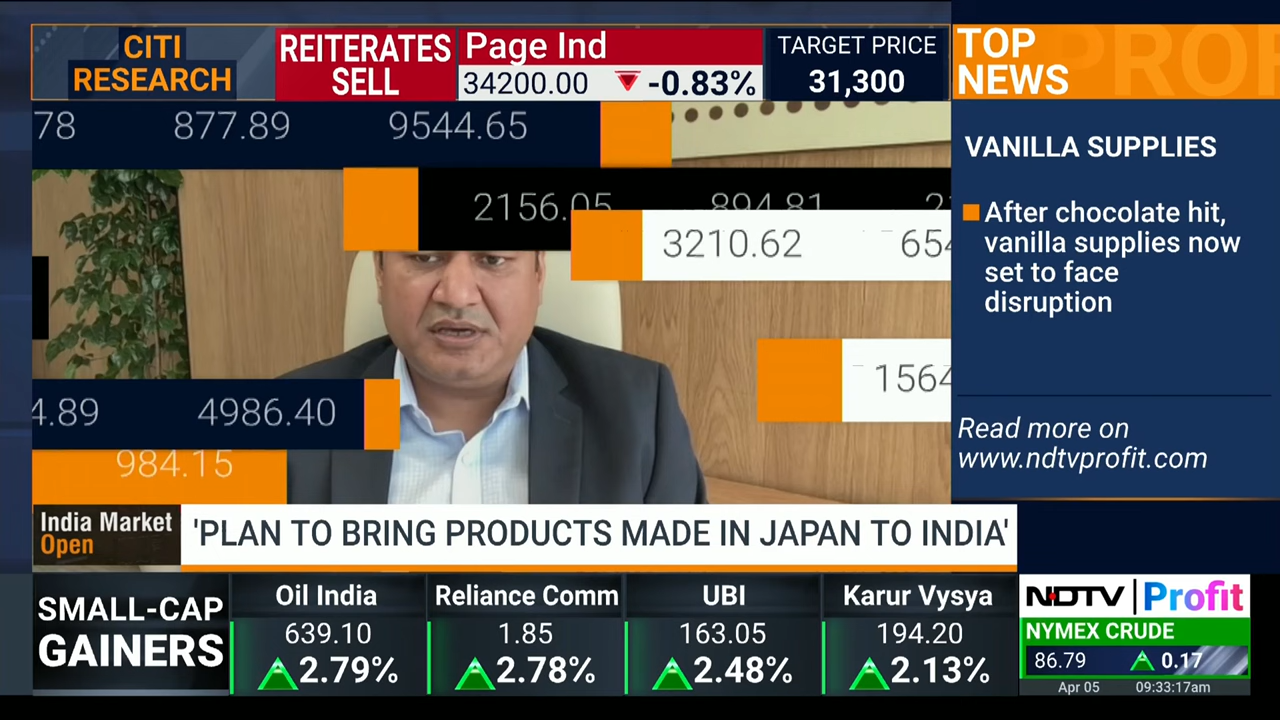 CITI
RESEARCH
REITERATES
SELL
Page Ind
34200.00 -0.83%
TARGET PRICE
31,300
TOP
NEWS
78 877.89 9544.65
2156.05 894.81
3210.62
4986.40
984.15
VANILLA SUPPLIES
After chocolate hit,
vanilla supplies now
set to face
disruption
Read more on
www.ndtvprofit.com
India Market
Open
'PLAN TO BRING PRODUCTS MADE IN JAPAN TO INDIA'
SMALL-CAP
GAINERS
Oil India
639.10
2.79%
Reliance Comm
1.85
2.78%
UBI
163.05
2.48%
Karur Vysya
194.20
2.13%
NDTV Profit
NYMEX CRUDE
86.79 0.17
Apr 05 09:33:17am